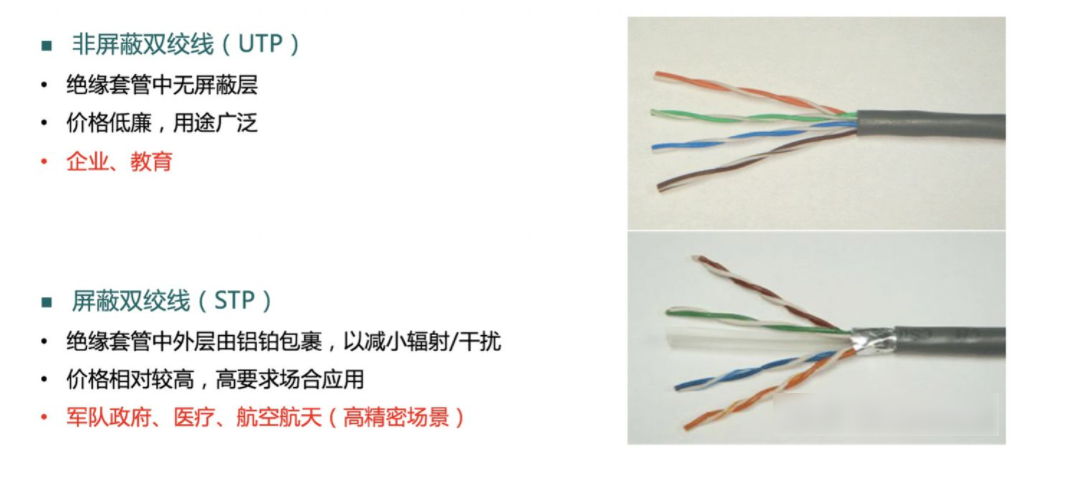 ■ 非屏蔽双绞线（UTP）
• 绝缘套管中无屏蔽层
• 价格低廉，用途广泛
• 企业、教育
■ 屏蔽双绞线（STP）
• 绝缘套管中外层由铝铂包裹，以减小辐射/干扰
• 价格相对较高，高要求场合应用
• 军队政府、医疗、航空航天（高精密场景）